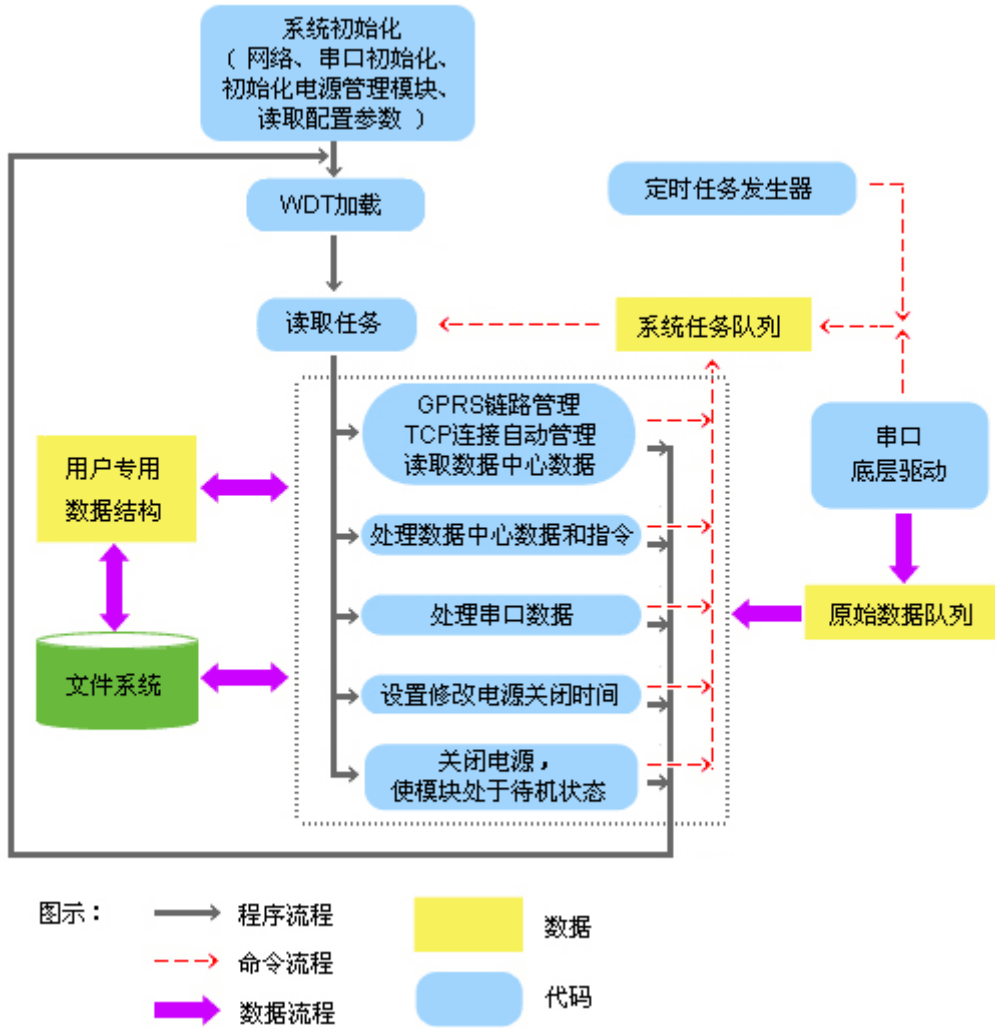 系统初始化
( 网络、串口初始化、
初始化电源管理模块、
读取配置参数 )
WDT加载
定时任务发生器
读取任务
系统任务队列
GPRS链路管理
TCP连接自动管理
读取数据中心数据
串口
底层驱动
用户专用
数据结构
处理数据中心数据和指令
处理串口数据
原始数据队列
文件系统
设置修改电源关闭时间
关闭电源,
使模块处于待机状态
图示:
程序流程
数据
命令流程
代码
数据流程